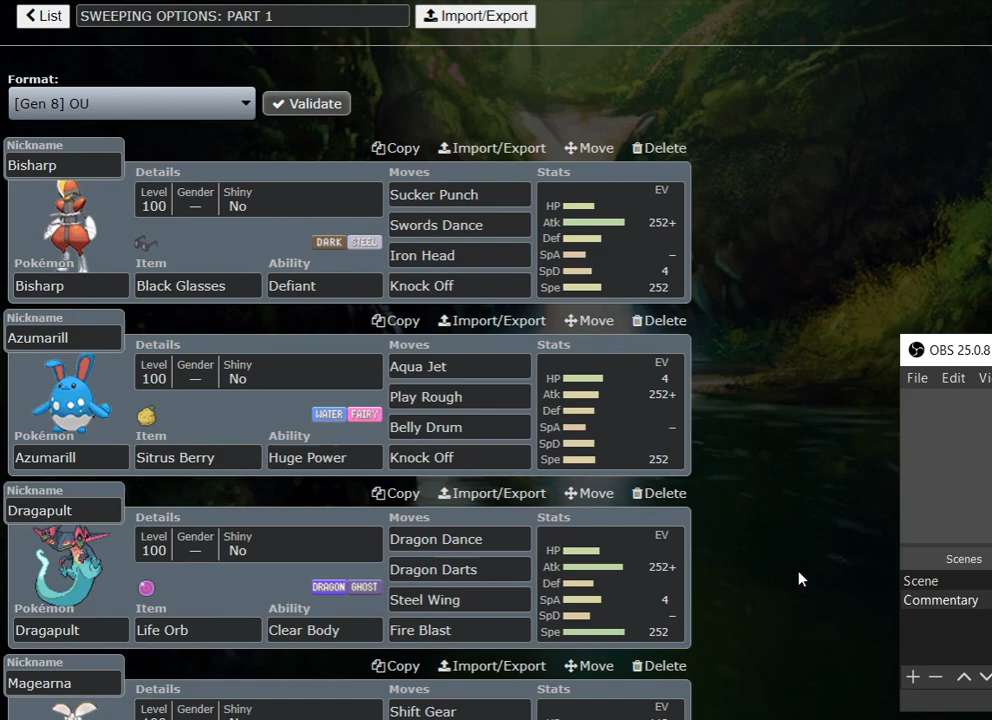 List
SWEEPING OPTIONS: PART 1
Import/Export
Format:
[Gen 8] OU
Validate
Copy Import/Export Move Delete
Nickname
Bisharp
Details
Level Gender Shiny
100 — No
DARK STEEL
Pokémon Item Ability
Bisharp Black Glasses Defiant
Moves
Sucker Punch
Swords Dance
Iron Head
Knock Off
Stats
EV
HP
Atk 252+
Def
SpA –
SpD 4
Spe 252
Copy Import/Export Move Delete
Nickname
Azumarill
Details
Level Gender Shiny
100 — No
WATER FAIRY
Pokémon Item Ability
Azumarill Sitrus Berry Huge Power
Moves
Aqua Jet
Play Rough
Belly Drum
Knock Off
Stats
EV
HP 4
Atk 252+
Def
SpA –
SpD
Spe 252
Copy Import/Export Move Delete
Nickname
Dragapult
Details
Level Gender Shiny
100 — No
DRAGON GHOST
Pokémon Item Ability
Dragapult Life Orb Clear Body
Moves
Dragon Dance
Dragon Darts
Steel Wing
Fire Blast
Stats
EV
HP
Atk 252+
Def
SpA 4
SpD –
Spe 252
Copy Import/Export Move Delete
Nickname
Magearna
Details
Level Gender Shiny
Moves
Shift Gear
Stats
EV
HP
OBS 25.0.8
File Edit
Scenes
Scene
Commentary